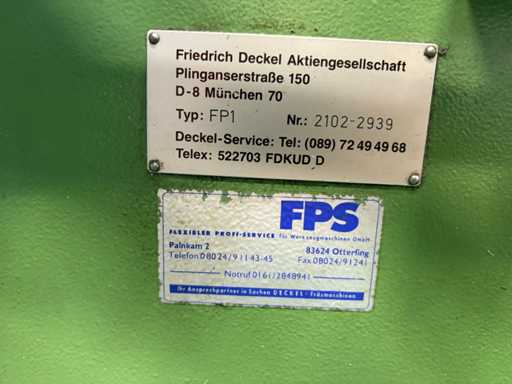 Friedrich Deckel Aktiengesellschaft
Plinganserstraße 150
D-8 München 70
Typ: FP1 Nr.: 2102-2939
Deckel-Service: Tel: (089) 72 49 49 68
Telex: 522703 FDKUD D
FPS
FLEXIBLER PROFI-SERVICE für Werkzeugmaschinen GmbH
Palnkam 2 83624 Otterfing
Telefon 08024/91143-45 Fax 08024/91241
Notruf 0161/2848941
Ihr Ansprechpartner in Sachen DECKEL-Fräsmaschinen